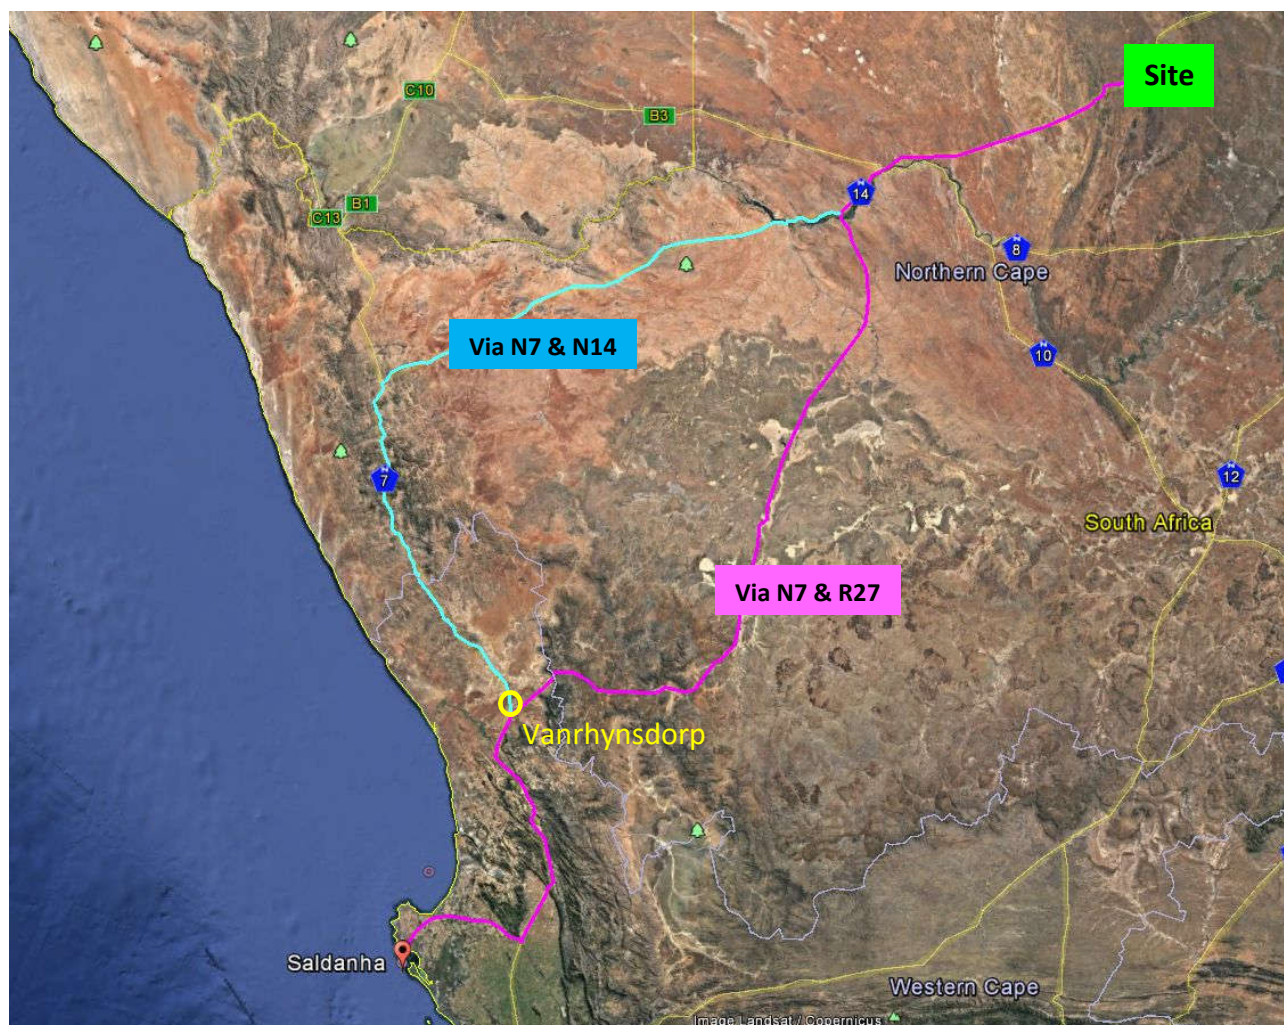 Site
C10
B3
14
B1
C13
8
Northern Cape
Via N7 & N14
10
7
12
South Africa
Via N7 & R27
Vanrhynsdorp
Saldanha
Western Cape
Image Landsat / Copernicus